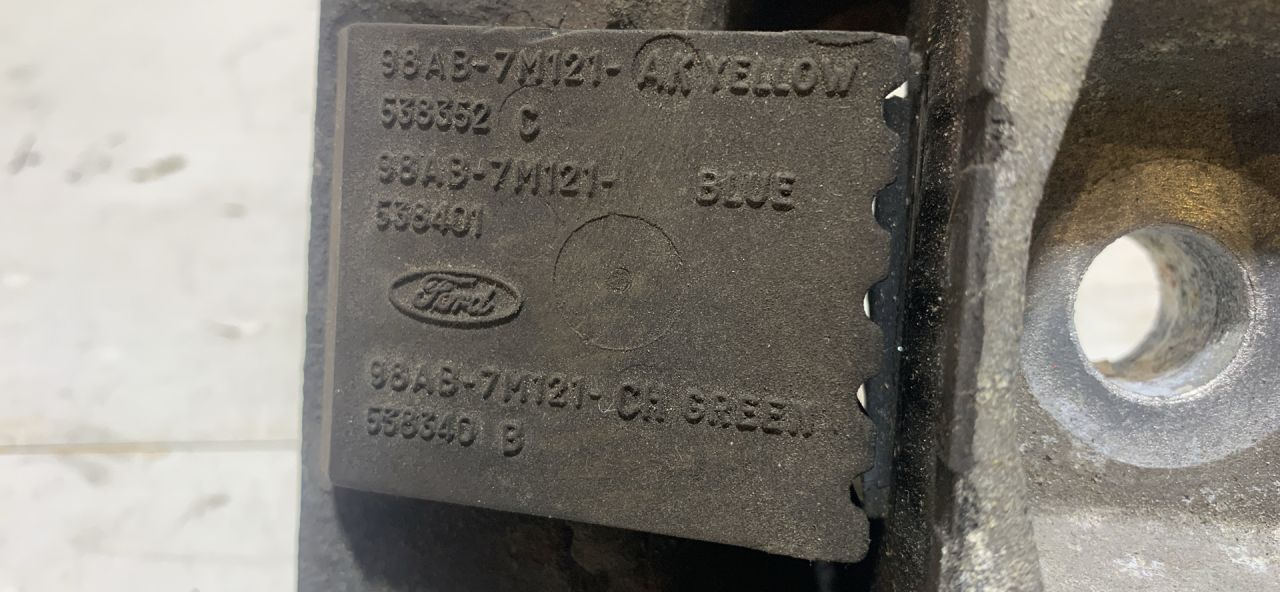 98AB-7M121-AK YELLOW
538352 C
98AB-7M121- BLUE
538401
Ford
98AB-7M121-CH GREEN
538340 B